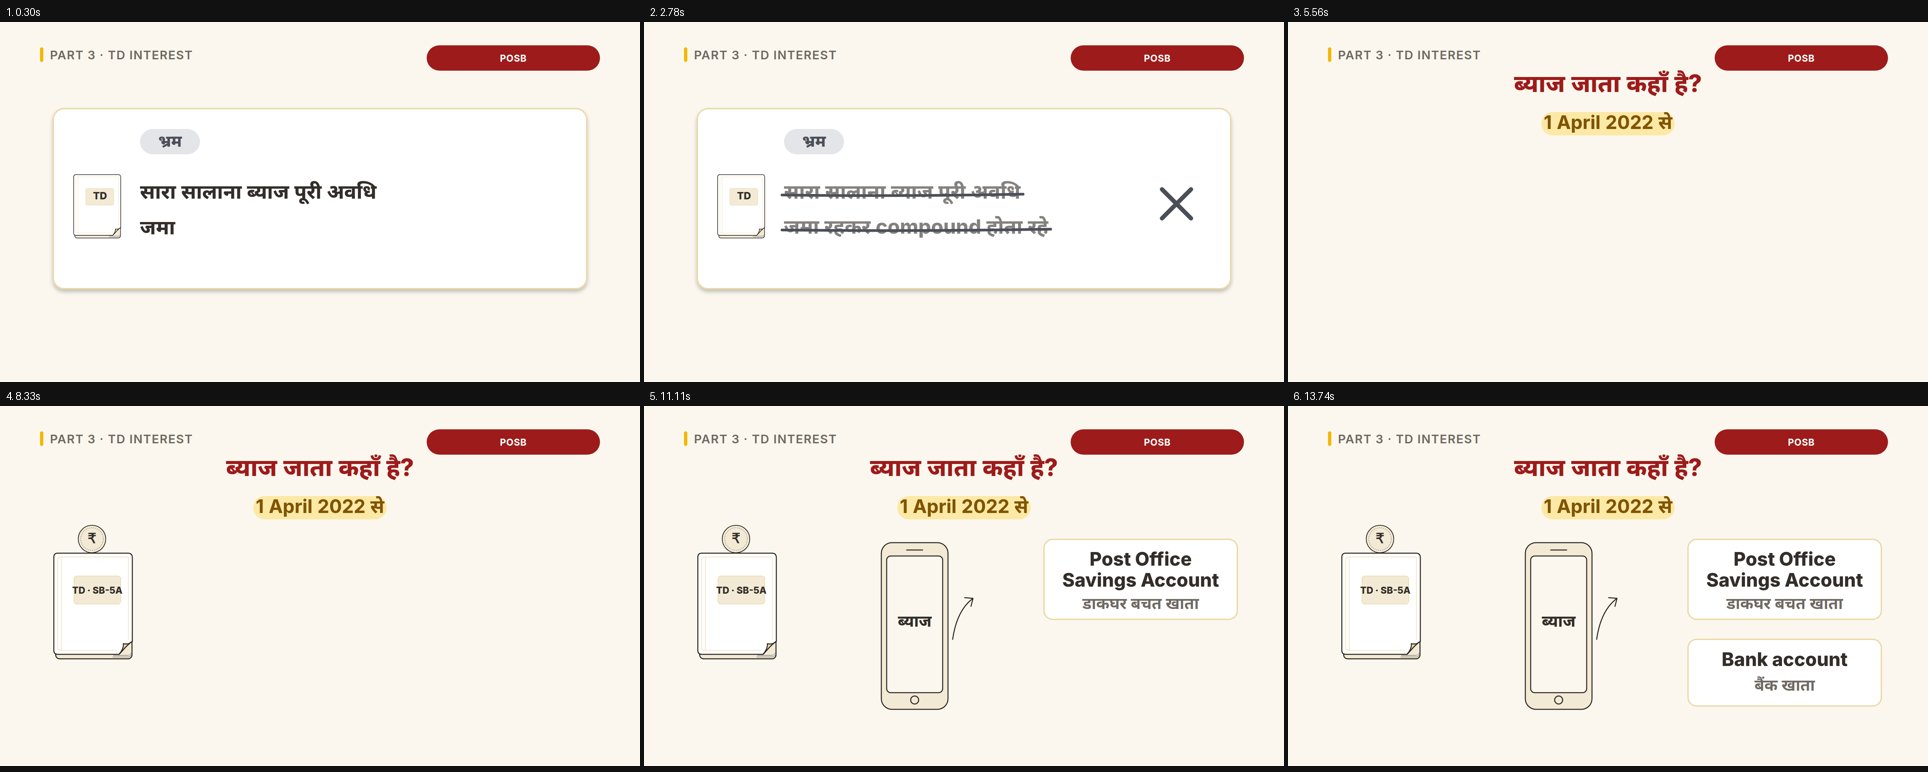 1. 0.30s
PART 3 · TD INTEREST
POSB
भ्रम
TD
सारा सालाना ब्याज पूरी अवधि
जमा
2. 2.78s
PART 3 · TD INTEREST
POSB
भ्रम
TD
सारा सालाना ब्याज पूरी अवधि
जमा रहकर compound होता रहे
3. 5.56s
PART 3 · TD INTEREST
POSB
ब्याज जाता कहाँ है?
1 April 2022 से
4. 8.33s
PART 3 · TD INTEREST
POSB
ब्याज जाता कहाँ है?
1 April 2022 से
₹
TD · SB-5A
5. 11.11s
PART 3 · TD INTEREST
POSB
ब्याज जाता कहाँ है?
1 April 2022 से
₹
TD · SB-5A
ब्याज
Post Office
Savings Account
डाकघर बचत खाता
6. 13.74s
PART 3 · TD INTEREST
POSB
ब्याज जाता कहाँ है?
1 April 2022 से
₹
TD · SB-5A
ब्याज
Post Office
Savings Account
डाकघर बचत खाता
Bank account
बैंक खाता